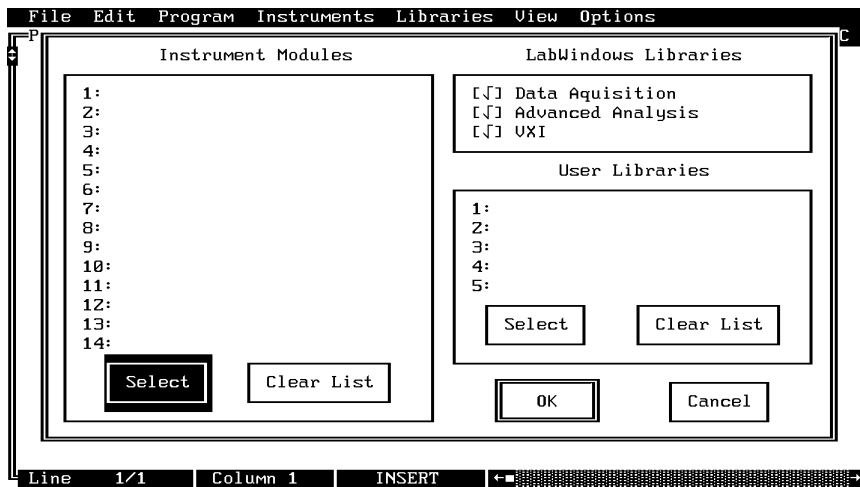 File Edit Program Instruments Libraries View Options
P
C
Instrument Modules
1:
2:
3:
4:
5:
6:
7:
8:
9:
10:
11:
12:
13:
14:
Select
Clear List
LabWindows Libraries
[√] Data Aquisition
[√] Advanced Analysis
[√] VXI
User Libraries
1:
2:
3:
4:
5:
Select
Clear List
OK
Cancel
Line 1/1 Column 1 INSERT